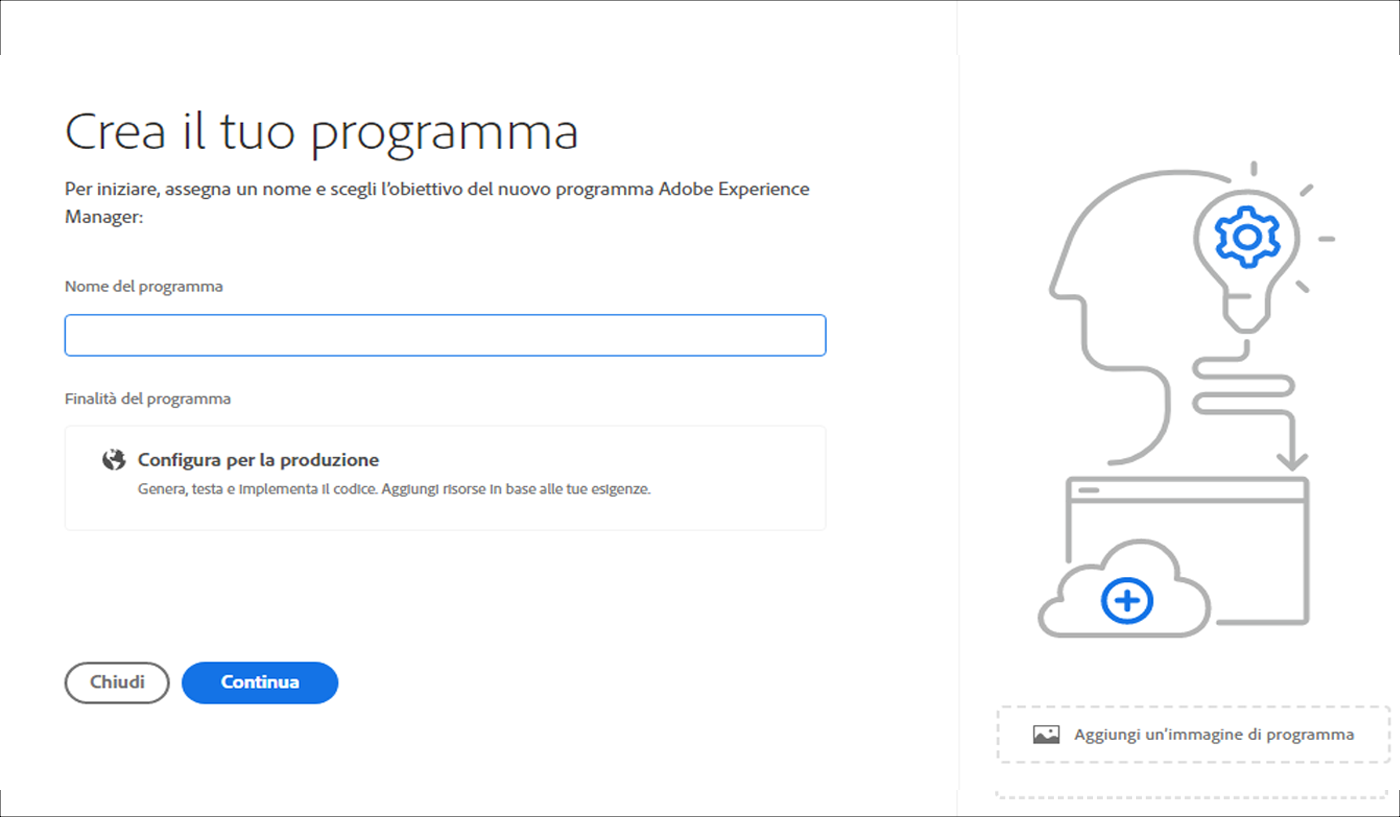 Crea il tuo programma
Per iniziare, assegna un nome e scegli l'obiettivo del nuovo programma Adobe Experience
Manager:
Nome del programma
Finalità del programma
Configura per la produzione
Genera, testa e implementa il codice. Aggiungi risorse in base alle tue esigenze.
Chiudi
Continua
Aggiungi un'immagine di programma